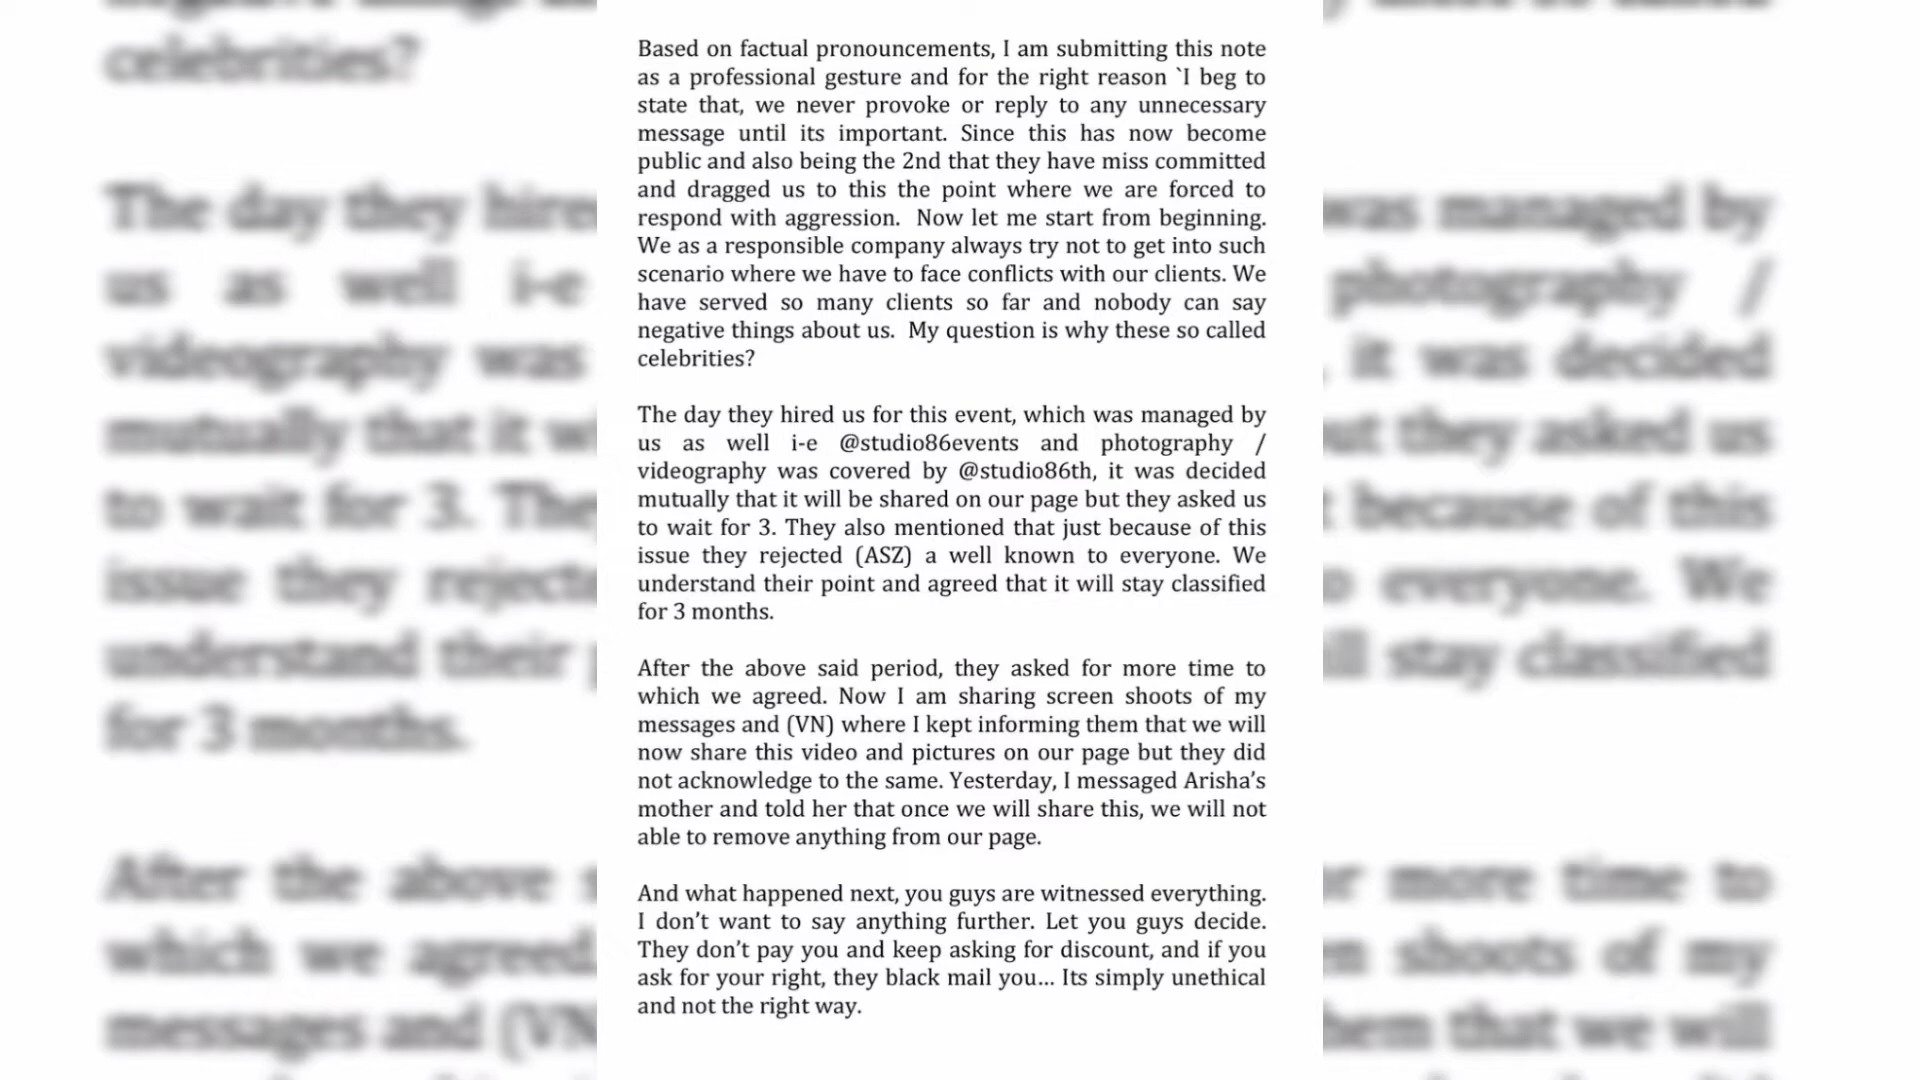 Based on factual pronouncements, I am submitting this note
as a professional gesture and for the right reason `I beg to
state that, we never provoke or reply to any unnecessary
message until its important. Since this has now become
public and also being the 2nd that they have miss committed
and dragged us to this the point where we are forced to
respond with aggression. Now let me start from beginning.
We as a responsible company always try not to get into such
scenario where we have to face conflicts with our clients. We
have served so many clients so far and nobody can say
negative things about us. My question is why these so called
celebrities?
The day they hired us for this event, which was managed by
us as well i-e @studio86events and photography /
videography was covered by @studio86th, it was decided
mutually that it will be shared on our page but they asked us
to wait for 3. They also mentioned that just because of this
issue they rejected (ASZ) a well known to everyone. We
understand their point and agreed that it will stay classified
for 3 months.
After the above said period, they asked for more time to
which we agreed. Now I am sharing screen shoots of my
messages and (VN) where I kept informing them that we will
now share this video and pictures on our page but they did
not acknowledge to the same. Yesterday, I messaged Arisha’s
mother and told her that once we will share this, we will not
able to remove anything from our page.
And what happened next, you guys are witnessed everything.
I don’t want to say anything further. Let you guys decide.
They don’t pay you and keep asking for discount, and if you
ask for your right, they black mail you... Its simply unethical
and not the right way.